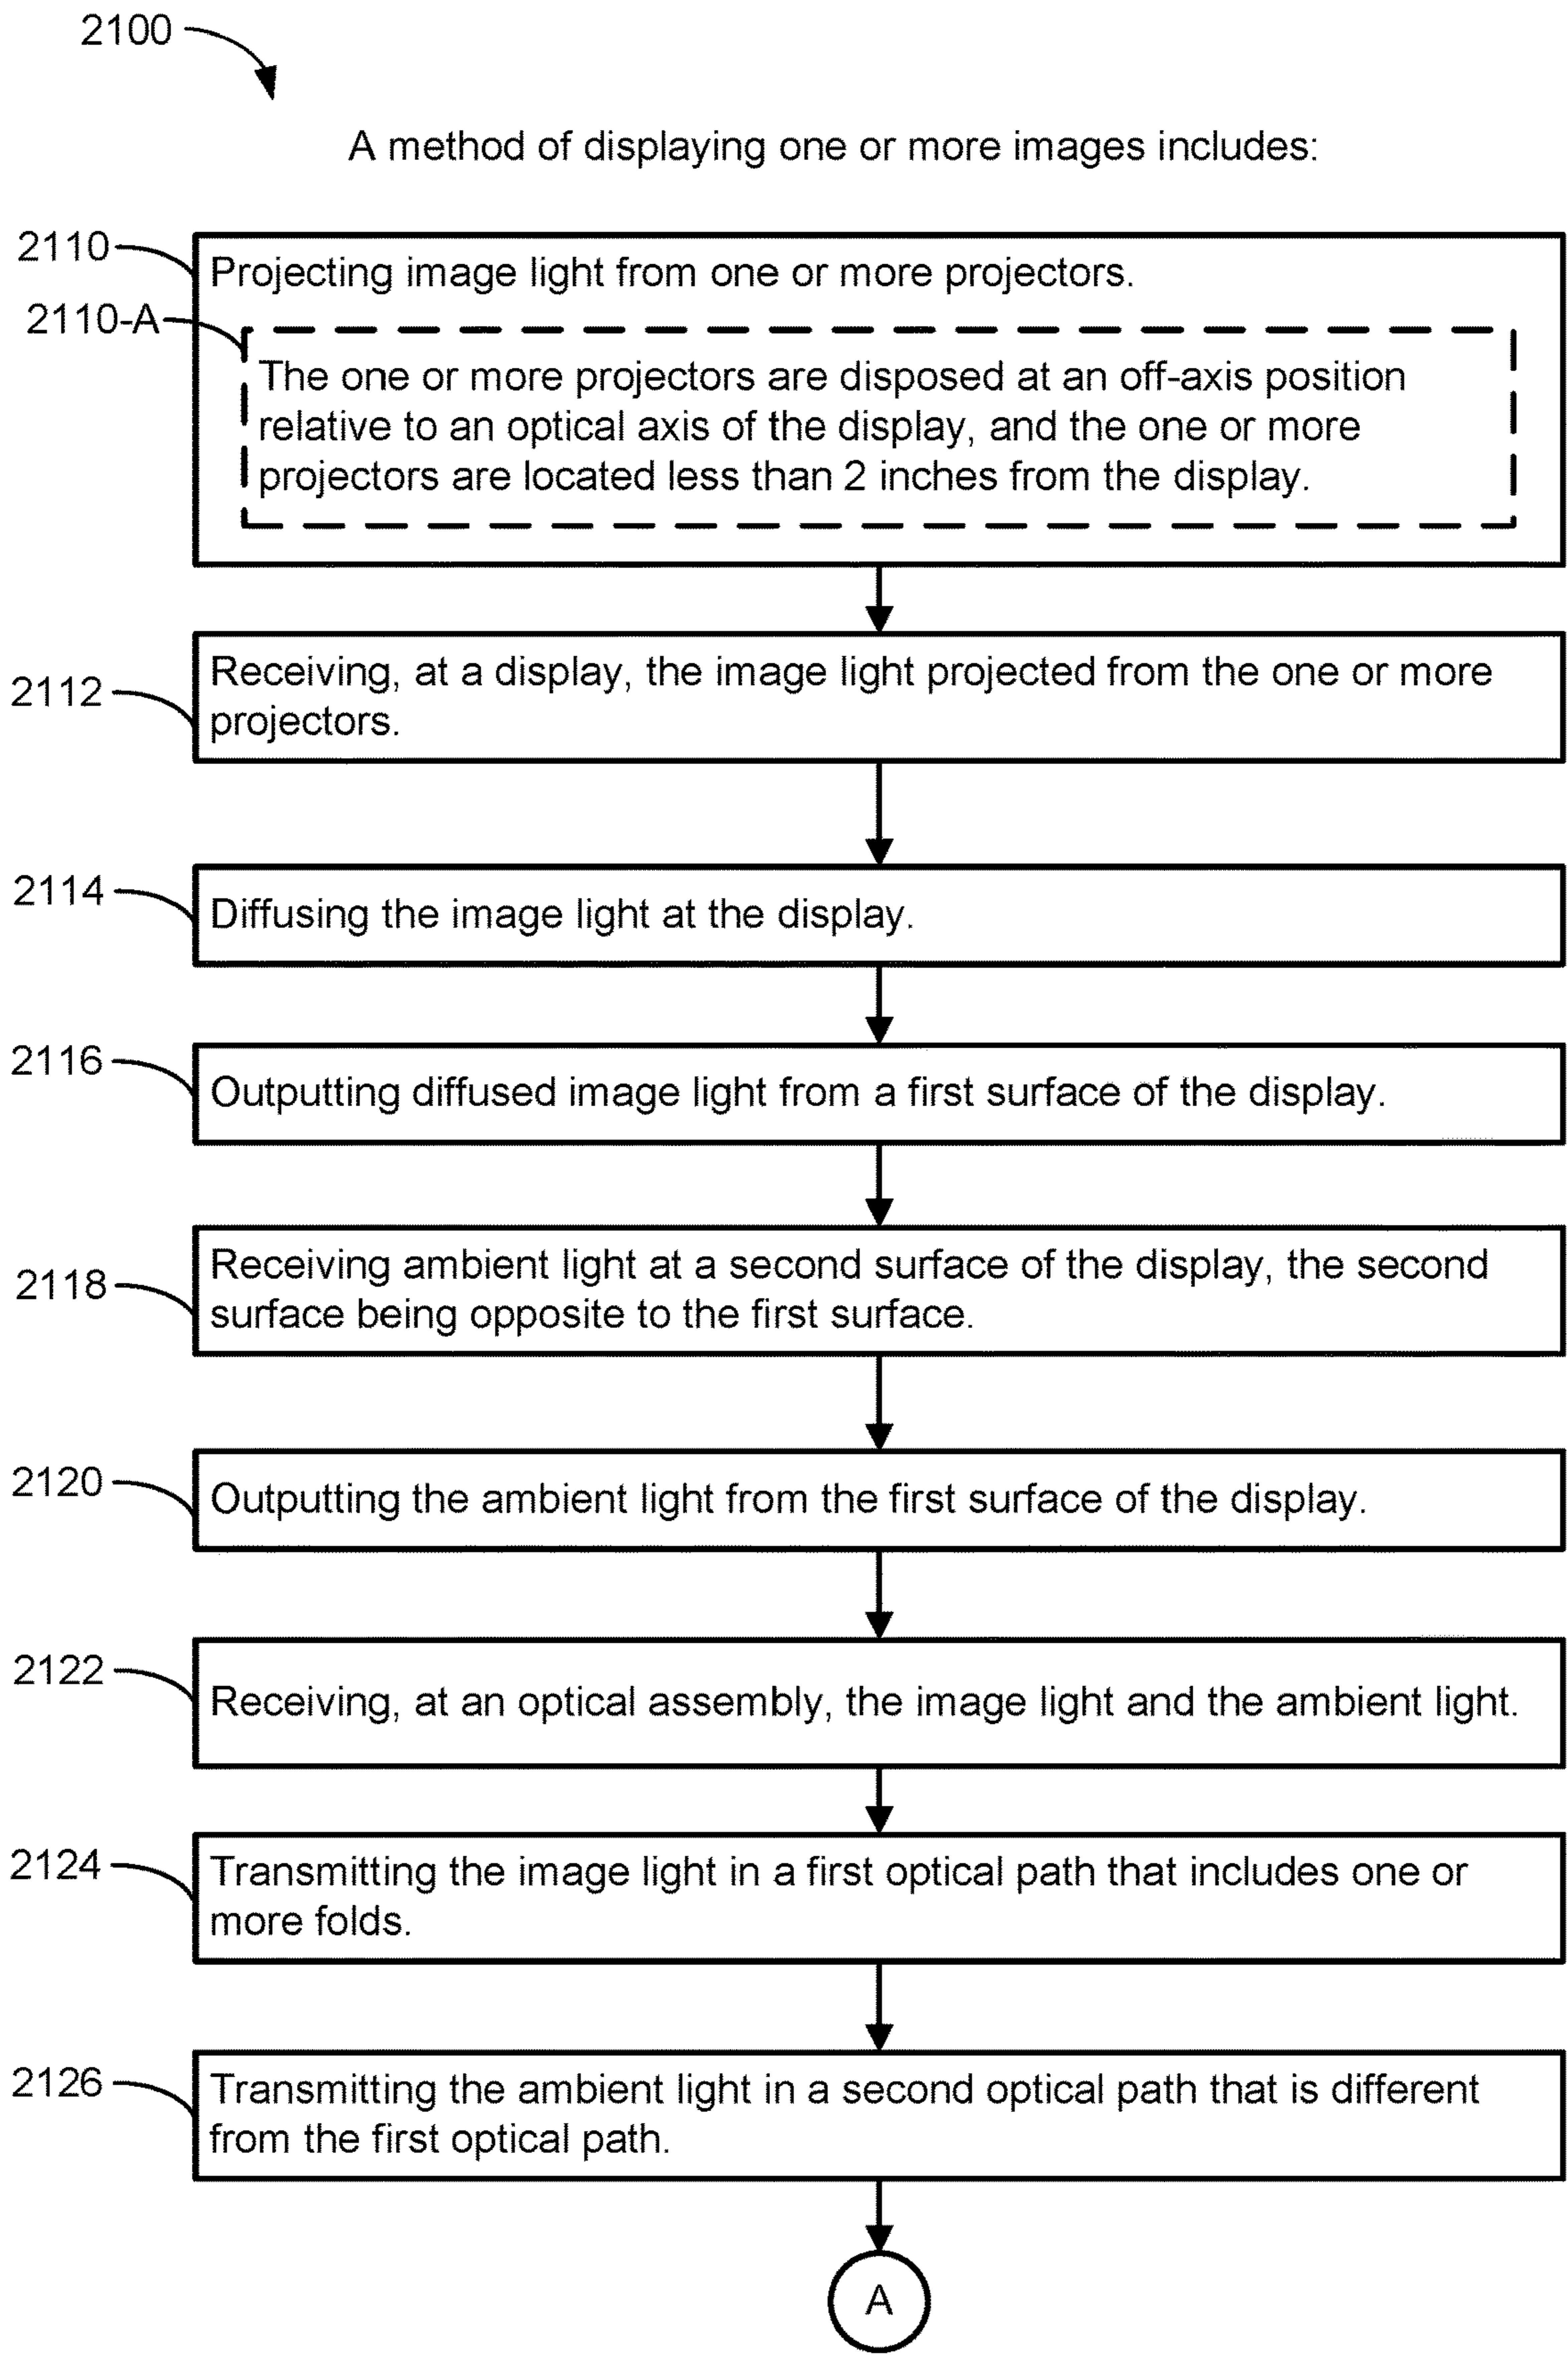 2100
A method of displaying one or more images includes:
2110
Projecting image light from one or more projectors.
2110-A
The one or more projectors are disposed at an off-axis position
relative to an optical axis of the display, and the one or more
projectors are located less than 2 inches from the display.
2112
Receiving, at a display, the image light projected from the one or more
projectors.
2114
Diffusing the image light at the display.
2116
Outputting diffused image light from a first surface of the display.
2118
Receiving ambient light at a second surface of the display, the second
surface being opposite to the first surface.
2120
Outputting the ambient light from the first surface of the display.
2122
Receiving, at an optical assembly, the image light and the ambient light.
2124
Transmitting the image light in a first optical path that includes one or
more folds.
2126
Transmitting the ambient light in a second optical path that is different
from the first optical path.
A